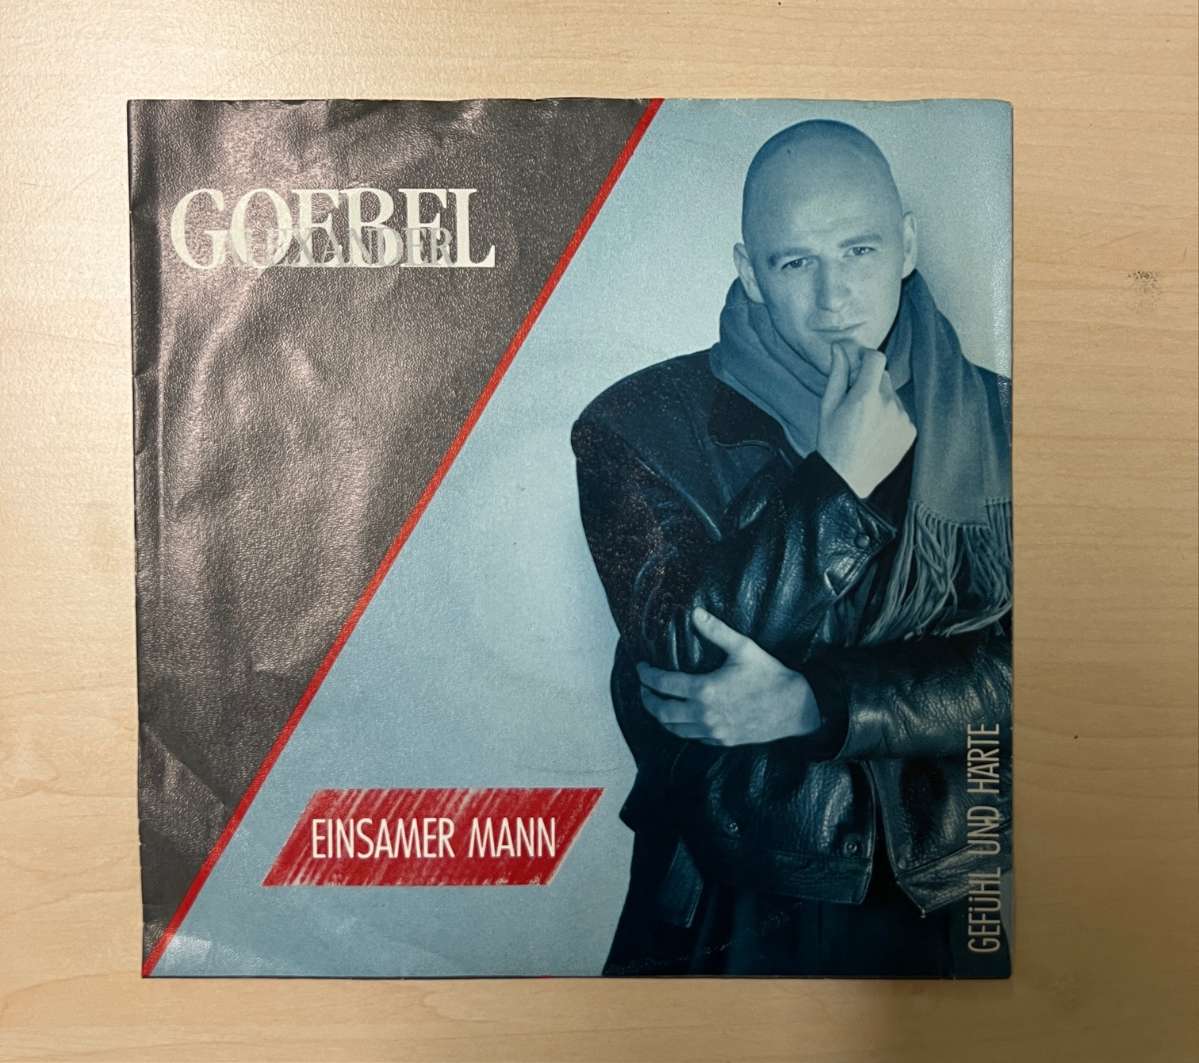 GOEBEL
ALEXANDER
EINSAMER MANN
GEFÜHL UND HÄRTE